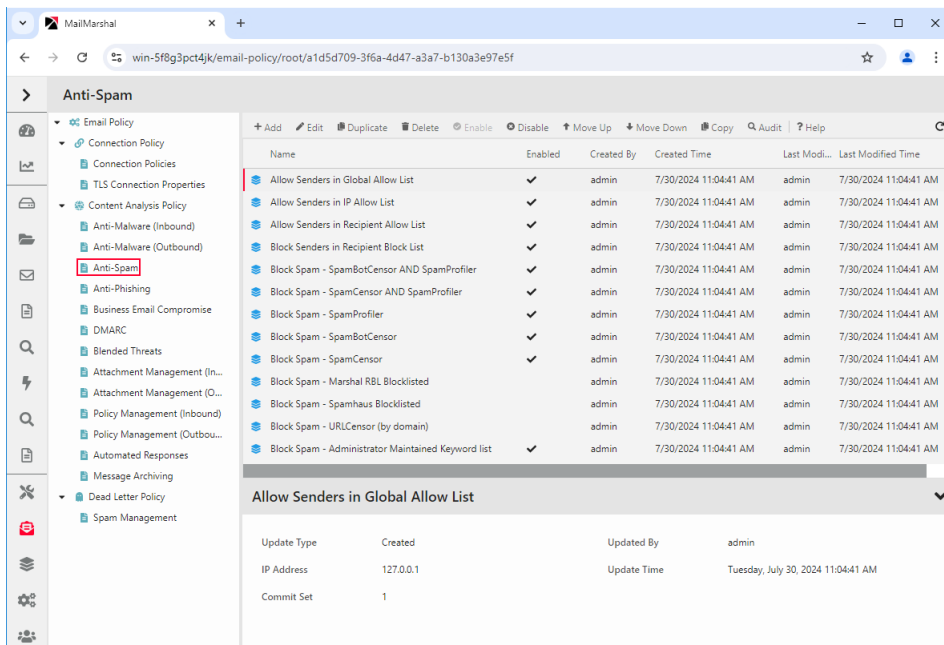 MailMarshal
win-5f8g3pct4jk/email-policy/root/a1d5d709-3f6a-4d47-a3a7-b130a3e97e5f
Anti-Spam
Email Policy
Connection Policy
Connection Policies
TLS Connection Properties
Content Analysis Policy
Anti-Malware (Inbound)
Anti-Malware (Outbound)
Anti-Spam
Anti-Phishing
Business Email Compromise
DMARC
Blended Threats
Attachment Management (In...
Attachment Management (O...
Policy Management (Inbound)
Policy Management (Outbou...
Automated Responses
Message Archiving
Dead Letter Policy
Spam Management
+ Add Edit Duplicate Delete Enable Disable Move Up Move Down Copy Audit ? Help
Name Enabled Created By Created Time Last Modi... Last Modified Time
Allow Senders in Global Allow List ✔ admin 7/30/2024 11:04:41 AM admin 7/30/2024 11:04:41 AM
Allow Senders in IP Allow List ✔ admin 7/30/2024 11:04:41 AM admin 7/30/2024 11:04:41 AM
Allow Senders in Recipient Allow List ✔ admin 7/30/2024 11:04:41 AM admin 7/30/2024 11:04:41 AM
Block Senders in Recipient Block List ✔ admin 7/30/2024 11:04:41 AM admin 7/30/2024 11:04:41 AM
Block Spam - SpamBotCensor AND SpamProfiler ✔ admin 7/30/2024 11:04:41 AM admin 7/30/2024 11:04:41 AM
Block Spam - SpamCensor AND SpamProfiler ✔ admin 7/30/2024 11:04:41 AM admin 7/30/2024 11:04:41 AM
Block Spam - SpamProfiler ✔ admin 7/30/2024 11:04:41 AM admin 7/30/2024 11:04:41 AM
Block Spam - SpamBotCensor ✔ admin 7/30/2024 11:04:41 AM admin 7/30/2024 11:04:41 AM
Block Spam - SpamCensor ✔ admin 7/30/2024 11:04:41 AM admin 7/30/2024 11:04:41 AM
Block Spam - Marshal RBL Blocklisted admin 7/30/2024 11:04:41 AM admin 7/30/2024 11:04:41 AM
Block Spam - Spamhaus Blocklisted admin 7/30/2024 11:04:41 AM admin 7/30/2024 11:04:41 AM
Block Spam - URLCensor (by domain) admin 7/30/2024 11:04:41 AM admin 7/30/2024 11:04:41 AM
Block Spam - Administrator Maintained Keyword list ✔ admin 7/30/2024 11:04:41 AM admin 7/30/2024 11:04:41 AM
Allow Senders in Global Allow List
Update Type Created Updated By admin
IP Address 127.0.0.1 Update Time Tuesday, July 30, 2024 11:04:41 AM
Commit Set 1